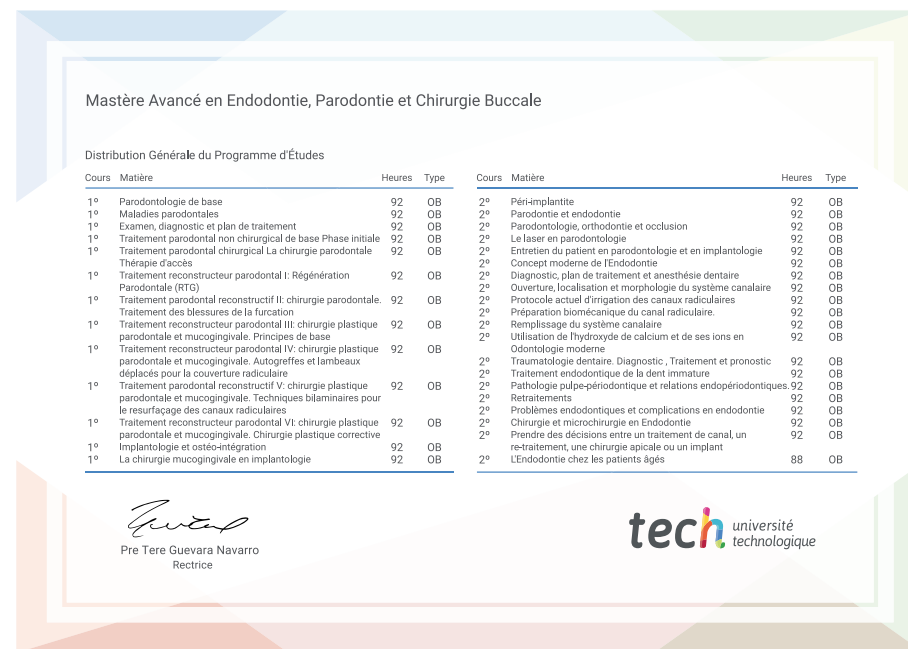 Mastère Avancé en Endodontie, Parodontie et Chirurgie Buccale
Distribution Générale du Programme d'Études
Cours Matière Heures Type
1º Parodontologie de base 92 OB
1º Maladies parodontales 92 OB
1º Examen, diagnostic et plan de traitement 92 OB
1º Traitement parodontal non chirurgical de base Phase initiale 92 OB
1º Traitement parodontal chirurgical La chirurgie parodontale 92 OB
Thérapie d'accès
1º Traitement reconstructeur parodontal I: Régénération 92 OB
Parodontale (RTG)
1º Traitement parodontal reconstructif II: chirurgie parodontale. 92 OB
Traitement des blessures de la furcation
1º Traitement reconstructeur parodontal III: chirurgie plastique 92 OB
parodontale et mucogingivale. Principes de base
1º Traitement reconstructeur parodontal IV: chirurgie plastique 92 OB
parodontale et mucogingivale. Autogreffes et lambeaux
déplacés pour la couverture radiculaire
1º Traitement parodontal reconstructif V: chirurgie plastique 92 OB
parodontale et mucogingivale. Techniques bilaminaires pour
le resurfaçage des canaux radiculaires
1º Traitement reconstructeur parodontal VI: chirurgie plastique 92 OB
parodontale et mucogingivale. Chirurgie plastique corrective
1º Implantologie et ostéo-intégration 92 OB
1º La chirurgie mucogingivale en implantologie 92 OB
Cours Matière Heures Type
2º Péri-implantite 92 OB
2º Parodontie et endodontie 92 OB
2º Parodontologie, orthodontie et occlusion 92 OB
2º Le laser en parodontologie 92 OB
2º Entretien du patient en parodontologie et en implantologie 92 OB
2º Concept moderne de l'Endodontie 92 OB
2º Diagnostic, plan de traitement et anesthésie dentaire 92 OB
2º Ouverture, localisation et morphologie du système canalaire 92 OB
2º Protocole actuel d'irrigation des canaux radiculaires 92 OB
2º Préparation biomécanique du canal radiculaire. 92 OB
2º Remplissage du système canalaire 92 OB
2º Utilisation de l'hydroxyde de calcium et de ses ions en 92 OB
Odontologie moderne
2º Traumatologie dentaire. Diagnostic , Traitement et pronostic 92 OB
2º Traitement endodontique de la dent immature 92 OB
2º Pathologie pulpe-périodontique et relations endopériodontiques. 92 OB
2º Retraitements 92 OB
2º Problèmes endodontiques et complications en endodontie 92 OB
2º Chirurgie et microchirurgie en Endodontie 92 OB
2º Prendre des décisions entre un traitement de canal, un 92 OB
re-traitement, une chirurgie apicale ou un implant
2º L'Endodontie chez les patients âgés 88 OB
Pre Tere Guevara Navarro
Rectrice
tech université
technologique